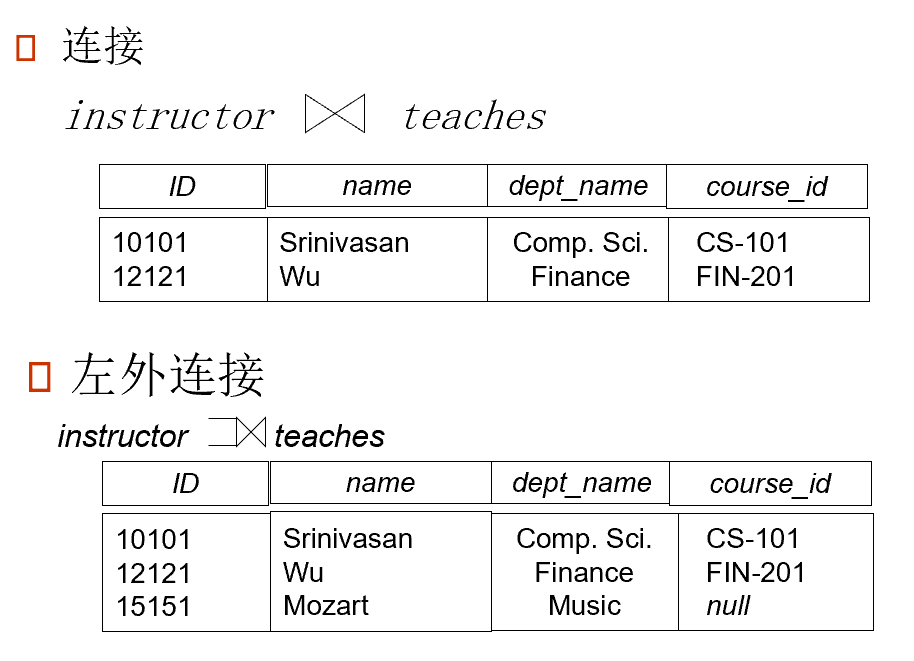 连接
instructor ⋈ teaches
ID name dept_name course_id
10101 Srinivasan Comp. Sci. CS-101
12121 Wu Finance FIN-201
左外连接
instructor ⟕ teaches
ID name dept_name course_id
10101 Srinivasan Comp. Sci. CS-101
12121 Wu Finance FIN-201
15151 Mozart Music null